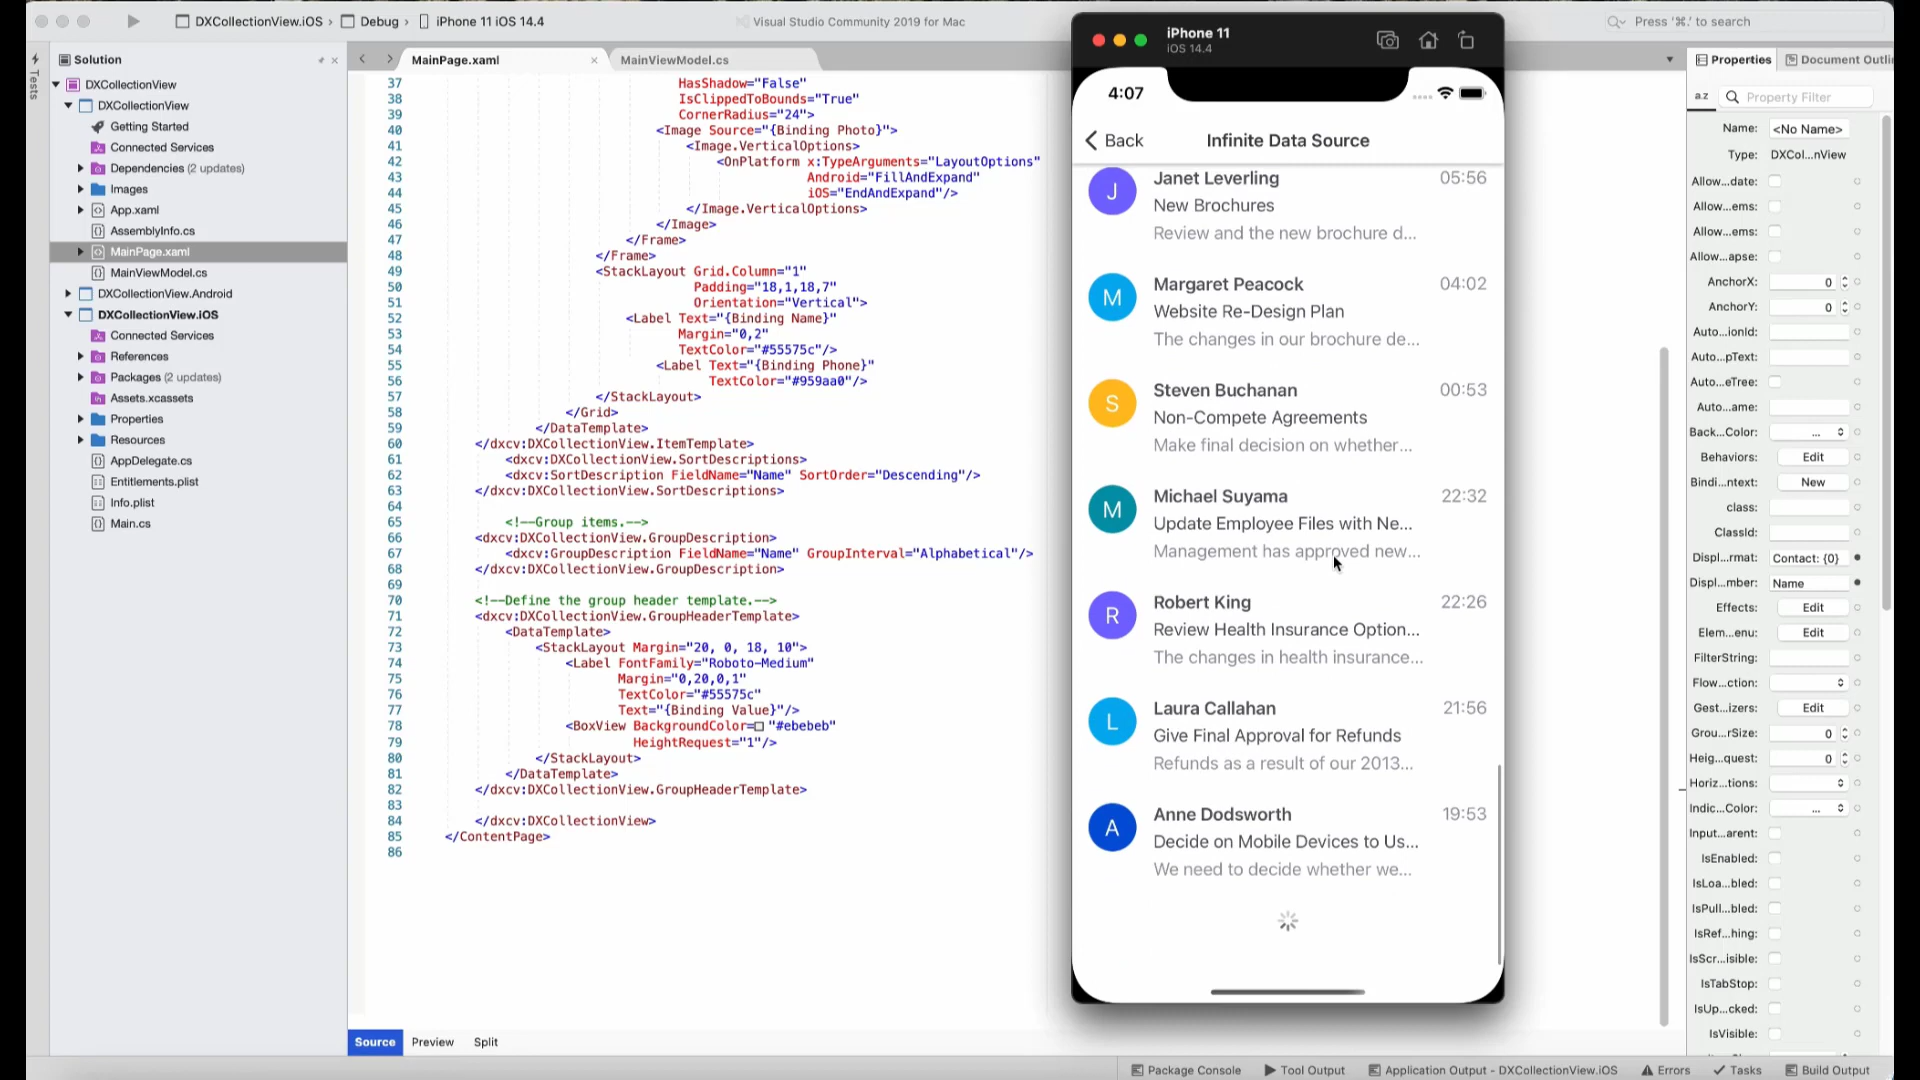 DXCollectionView.iOS › Debug › iPhone 11 iOS 14.4
Visual Studio Community 2019 for Mac
Press '⌘.' to search
Tests
Solution
DXCollectionView
DXCollectionView
Getting Started
Connected Services
Dependencies (2 updates)
Images
App.xaml
AssemblyInfo.cs
MainPage.xaml
MainViewModel.cs
DXCollectionView.Android
DXCollectionView.iOS
Connected Services
References
Packages (2 updates)
Assets.xcassets
Properties
Resources
AppDelegate.cs
Entitlements.plist
Info.plist
Main.cs
MainPage.xaml
MainViewModel.cs
37 HasShadow="False"
38 IsClippedToBounds="True"
39 CornerRadius="24">
40 <Image Source="{Binding Photo}">
41 <Image.VerticalOptions>
42 <OnPlatform x:TypeArguments="LayoutOptions"
43 Android="FillAndExpand"
44 iOS="EndAndExpand"/>
45 </Image.VerticalOptions>
46 </Image>
47 </Frame>
48 </Frame>
49 <StackLayout Grid.Column="1"
50 Padding="18,1,18,7"
51 Orientation="Vertical">
52 <Label Text="{Binding Name}"
53 Margin="0,2"
54 TextColor="#55575c"/>
55 <Label Text="{Binding Phone}"
56 TextColor="#959aa0"/>
57 </StackLayout>
58 </Grid>
59 </DataTemplate>
60 </dxcv:DXCollectionView.ItemTemplate>
61 <dxcv:DXCollectionView.SortDescriptions>
62 <dxcv:SortDescription FieldName="Name" SortOrder="Descending"/>
63 </dxcv:DXCollectionView.SortDescriptions>
64
65 <!--Group items.-->
66 <dxcv:DXCollectionView.GroupDescription>
67 <dxcv:GroupDescription FieldName="Name" GroupInterval="Alphabetical"/>
68 </dxcv:DXCollectionView.GroupDescription>
69
70 <!--Define the group header template.-->
71 <dxcv:DXCollectionView.GroupHeaderTemplate>
72 <DataTemplate>
73 <StackLayout Margin="20, 0, 18, 10">
74 <Label FontFamily="Roboto-Medium"
75 Margin="0,20,0,1"
76 TextColor="#55575c"
77 Text="{Binding Value}"/>
78 <BoxView BackgroundColor="#ebebeb"
79 HeightRequest="1"/>
80 </StackLayout>
81 </DataTemplate>
82 </dxcv:DXCollectionView.GroupHeaderTemplate>
83
84 </dxcv:DXCollectionView>
85 </ContentPage>
86
Source Preview Split
iPhone 11
iOS 14.4
4:07
Back Infinite Data Source
J Janet Leverling 05:56
New Brochures
Review and the new brochure d...
M Margaret Peacock 04:02
Website Re-Design Plan
The changes in our brochure de...
S Steven Buchanan 00:53
Non-Compete Agreements
Make final decision on whether...
M Michael Suyama 22:32
Update Employee Files with Ne...
Management has approved new...
R Robert King 22:26
Review Health Insurance Option...
The changes in health insurance...
L Laura Callahan 21:56
Give Final Approval for Refunds
Refunds as a result of our 2013...
A Anne Dodsworth 19:53
Decide on Mobile Devices to Us...
We need to decide whether we...
Properties Document Outli
a.z Property Filter
Name: <No Name>
Type: DXCol...nView
Allow...date:
Allow...ems:
Allow...ems:
Allow...apse:
AnchorX: 0
AnchorY: 0
Auto...ionId:
Auto...pText:
Auto...eTree:
Auto...ame:
Back...Color: ...
Behaviors: Edit
Bindi...ntext: New
class:
ClassId:
Displ...rmat: Contact: {0}
Displ...mber: Name
Effects: Edit
Elem...enu: Edit
FilterString:
Flow...ction:
Gest...izers: Edit
Grou...rSize: 0
Heig...quest: 0
Horiz...tions:
Indic...Color: ...
Input...arent:
IsEnabled:
IsLoa...bled:
IsPull...bled:
IsRef...hing:
IsScr...isible:
IsTabStop:
IsUp...cked:
IsVisible:
Package Console Tool Output Application Output - DXCollectionView.iOS Errors Tasks Build Output